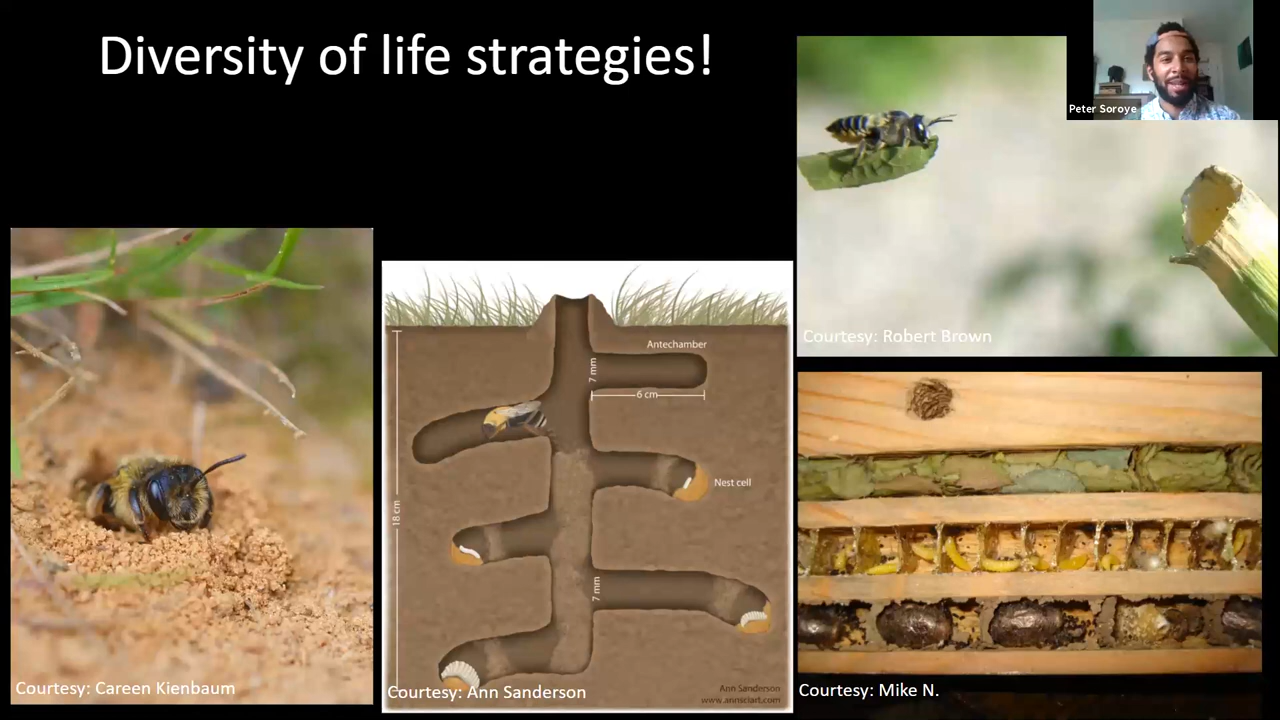 Diversity of life strategies!
Peter Soroye
Courtesy: Robert Brown
Antechamber
7 mm
6 cm
Nest cell
18 cm
7 mm
Ann Sanderson
www.annsciart.com
Courtesy: Careen Kienbaum
Courtesy: Ann Sanderson
Courtesy: Mike N.